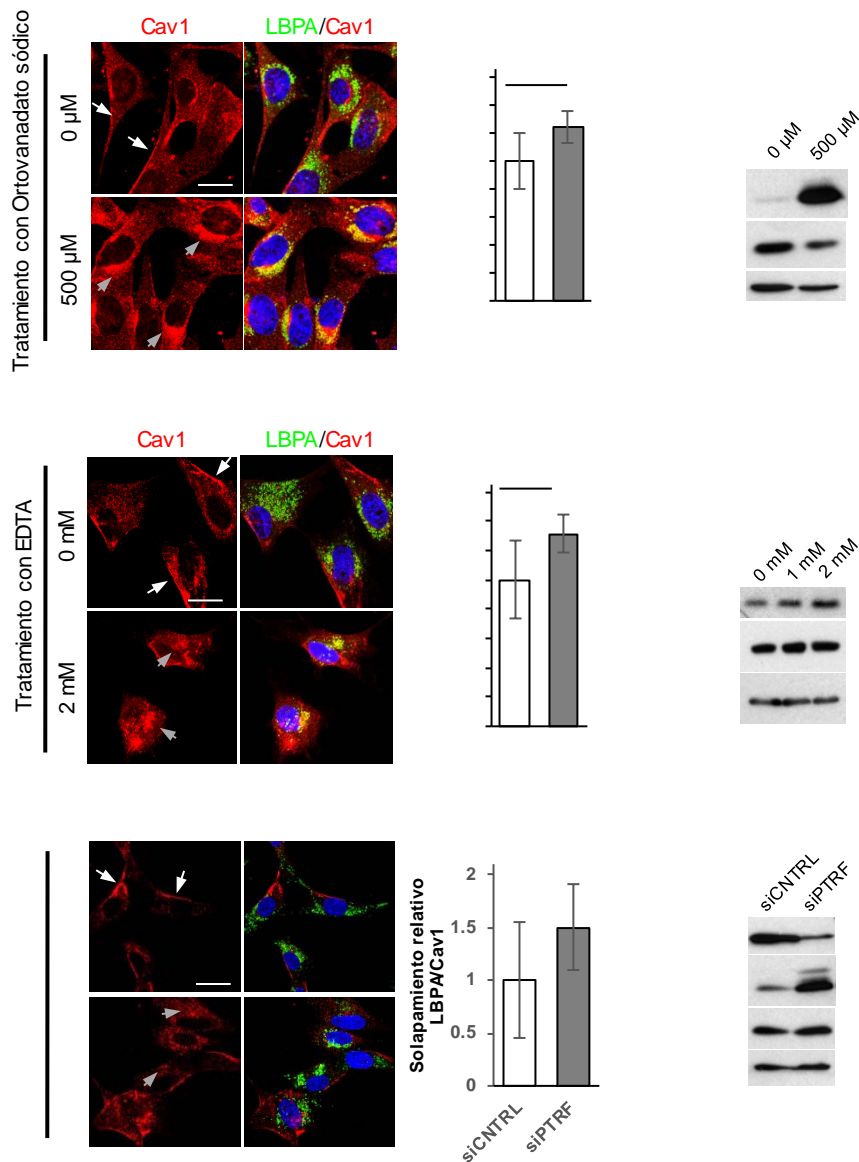 Cav1
LBPA/Cav1
Tratamiento con Ortovanadato sódico
0 µM
500 µM
0 µM
500 µM
Cav1
LBPA/Cav1
Tratamiento con EDTA
0 mM
2 mM
0 mM
1 mM
2 mM
Solapamiento relativo
LBPA/Cav1
2
1.5
1
0.5
0
siCNTRL
siPTRF
siCNTRL
siPTRF